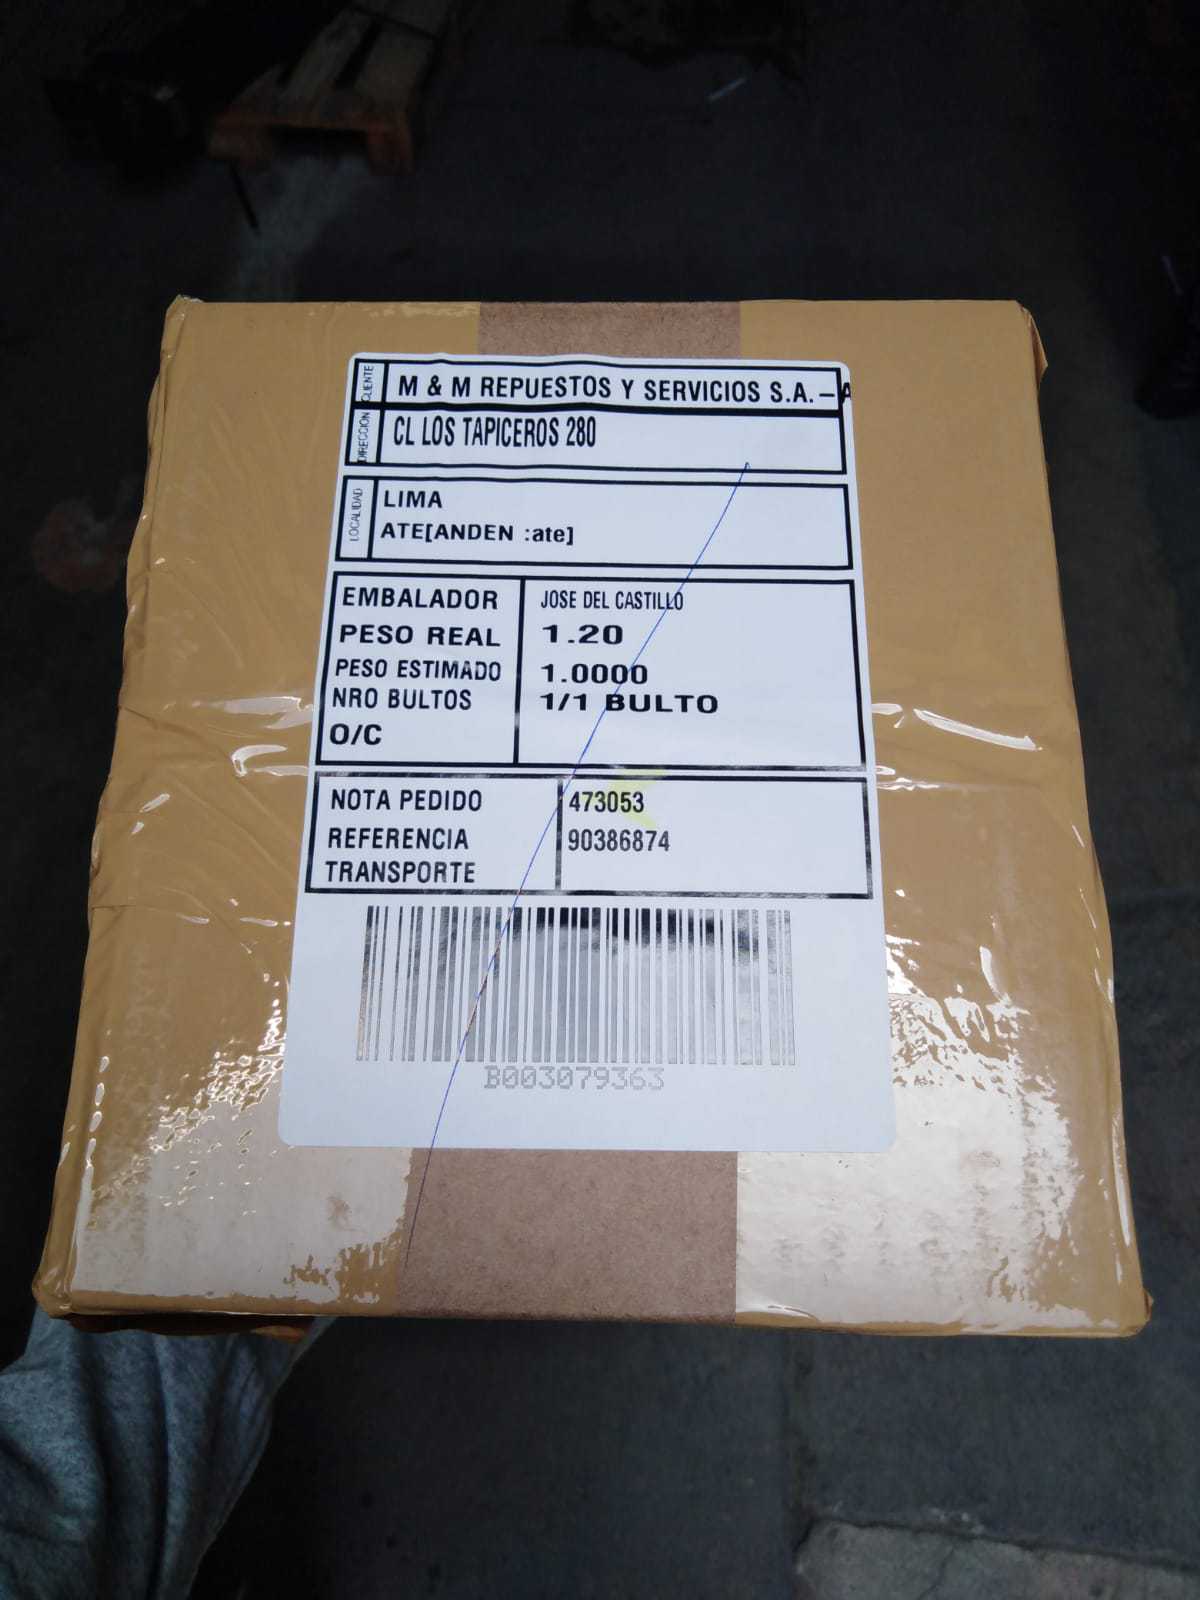 CLIENTE M & M REPUESTOS Y SERVICIOS S.A. – A
DIRECCION CL LOS TAPICEROS 280
LOCALIDAD LIMA
ATE[ANDEN :ate]
EMBALADOR JOSE DEL CASTILLO
PESO REAL 1.20
PESO ESTIMADO 1.0000
NRO BULTOS 1/1 BULTO
O/C
NOTA PEDIDO 473053
REFERENCIA 90386874
TRANSPORTE
B003079363